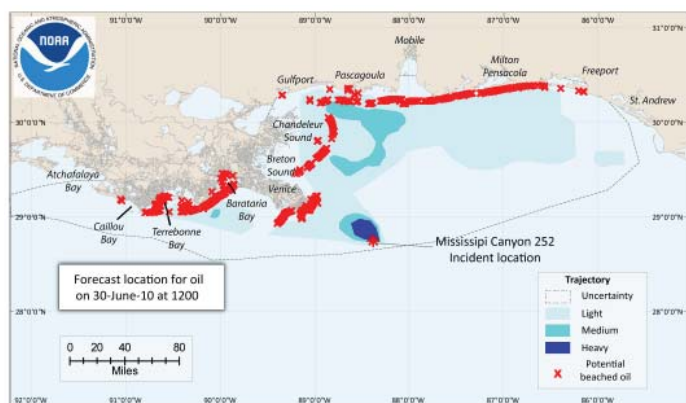 NATIONAL OCEANIC AND ATMOSPHERIC ADMINISTRATION
NOAA
U.S. DEPARTMENT OF COMMERCE
91°0'0"W
90°0'0"W
89°0'0"W
88°0'0"W
87°0'0"W
86°0'0"W
31°0'0"N
Mobile
Gulfport
Pascagoula
Milton
Pensacola
Freeport
St. Andrew
30°0'0"N
30°0'0"N
Chandeleur
Sound
Breton
Sound
Atchafalaya
Bay
Venice
Barataria
Bay
29°0'0"N
29°0'0"N
Caillou
Bay
Terrebonne
Bay
Mississipi Canyon 252
Incident location
Forecast location for oil
on 30-June-10 at 1200
Trajectory
Uncertainty
Light
Medium
Heavy
Potential
beached oil
28°0'0"N
28°0'0"N
0 20 40 80
Miles
92°0'0"W
91°0'0"W
90°0'0"W
89°0'0"W
88°0'0"W
87°0'0"W